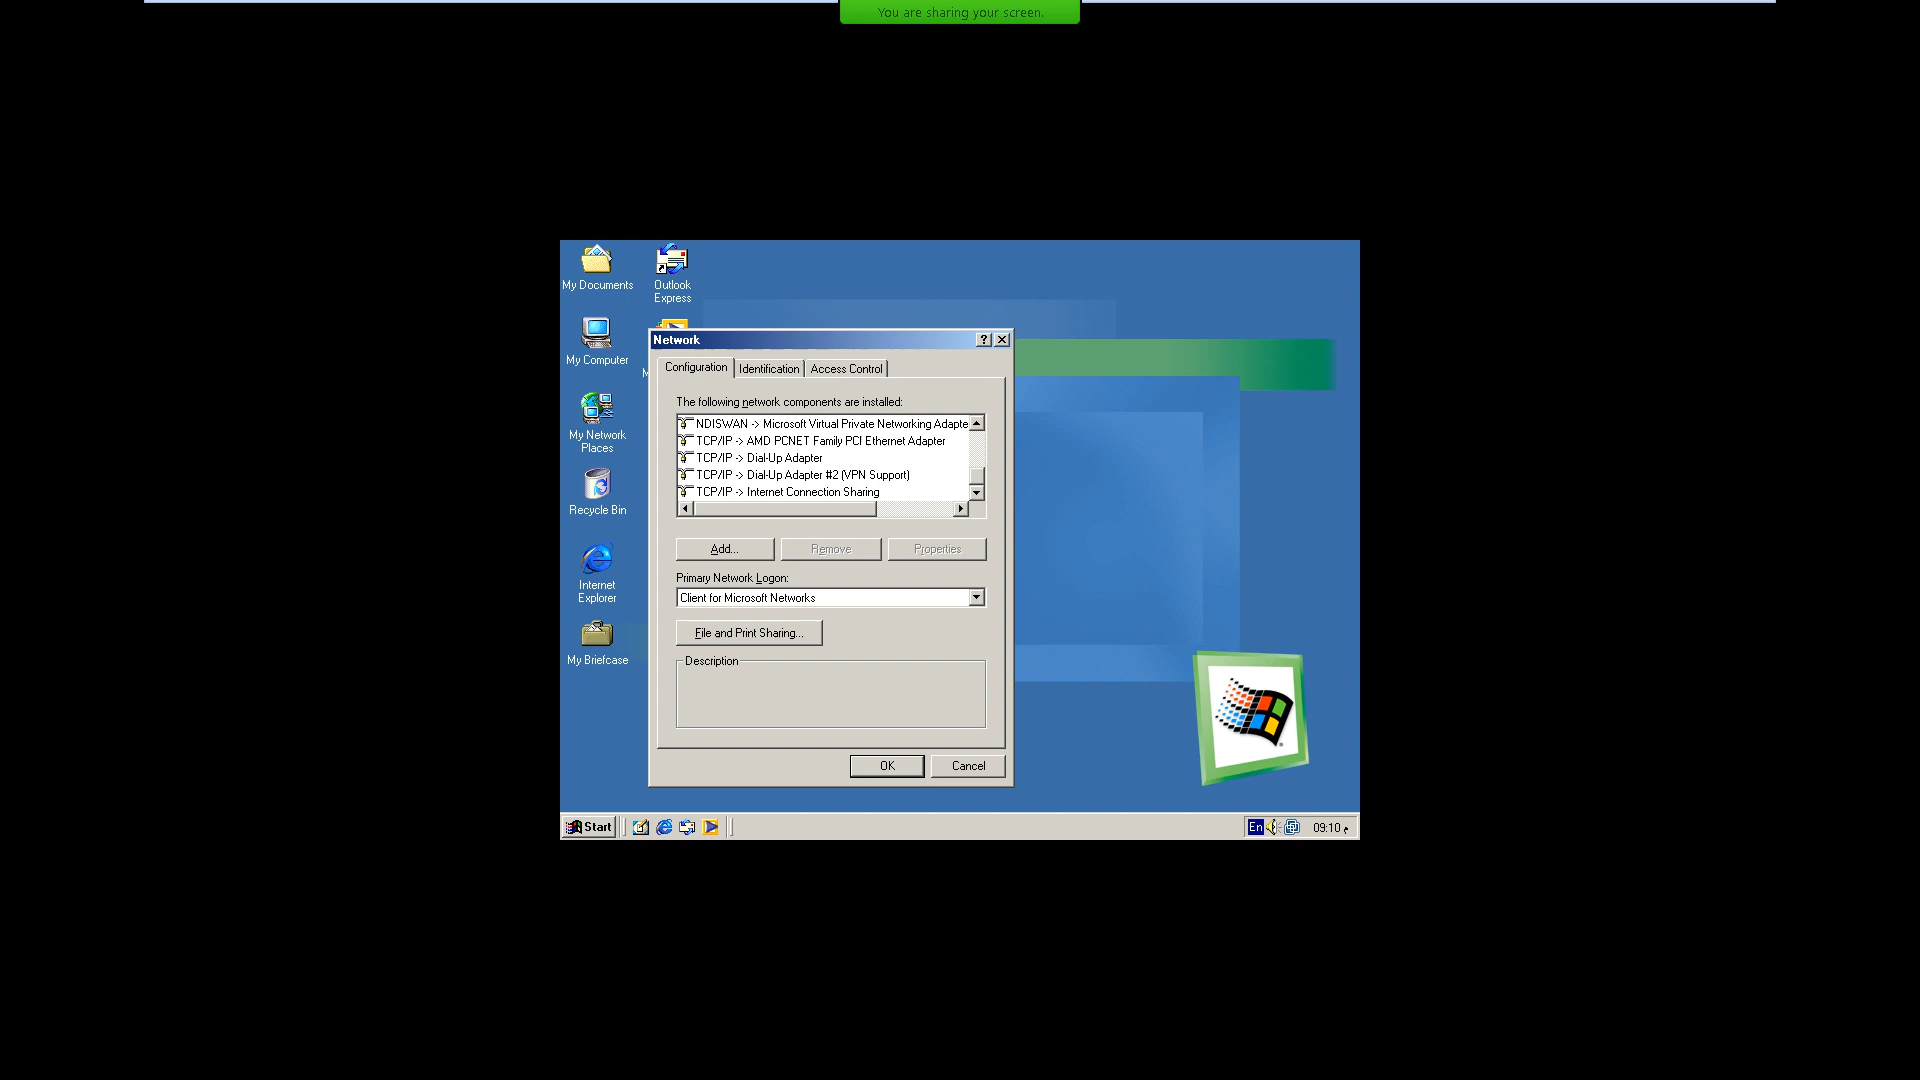 You are sharing your screen.
My Documents
Outlook
Express
My Computer
My Network
Places
Recycle Bin
Internet
Explorer
My Briefcase
Network
Configuration
Identification
Access Control
The following network components are installed:
NDISWAN -> Microsoft Virtual Private Networking Adapte
TCP/IP -> AMD PCNET Family PCI Ethernet Adapter
TCP/IP -> Dial-Up Adapter
TCP/IP -> Dial-Up Adapter #2 (VPN Support)
TCP/IP -> Internet Connection Sharing
Add...
Remove
Properties
Primary Network Logon:
Client for Microsoft Networks
File and Print Sharing...
Description
OK
Cancel
Start
En
09:10 م